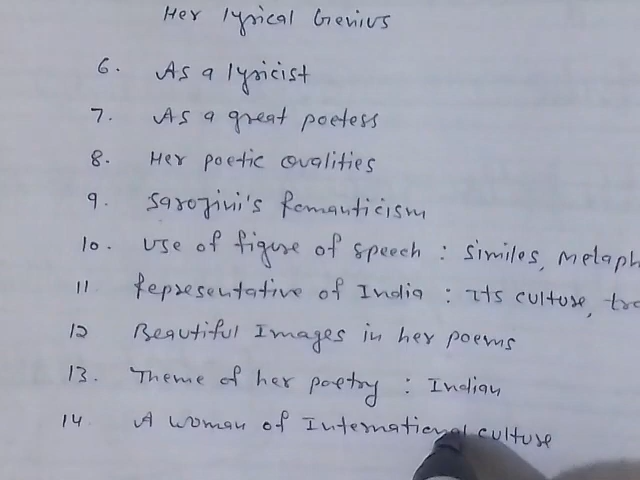 Her lyrical Genius
6. As a lyricist
7. As a great poetess
8. Her poetic Qualities
9. Sarojini's Romanticism
10. Use of figure of speech : similes, Metaph
11 Representative of India : Its culture, tra
12 Beautiful Images in her poems
13. Theme of her poetry : Indian
14. A woman of International culture